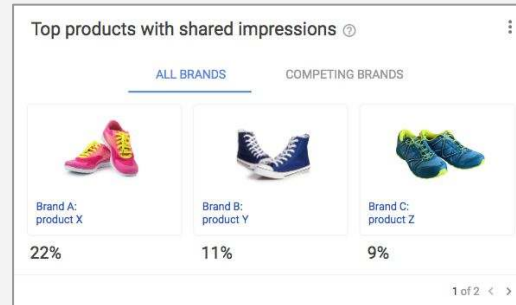 Top products with shared impressions
ALL BRANDS COMPETING BRANDS
Brand A:
product X
Brand B:
product Y
Brand C:
product Z
22% 11% 9%
1 of 2